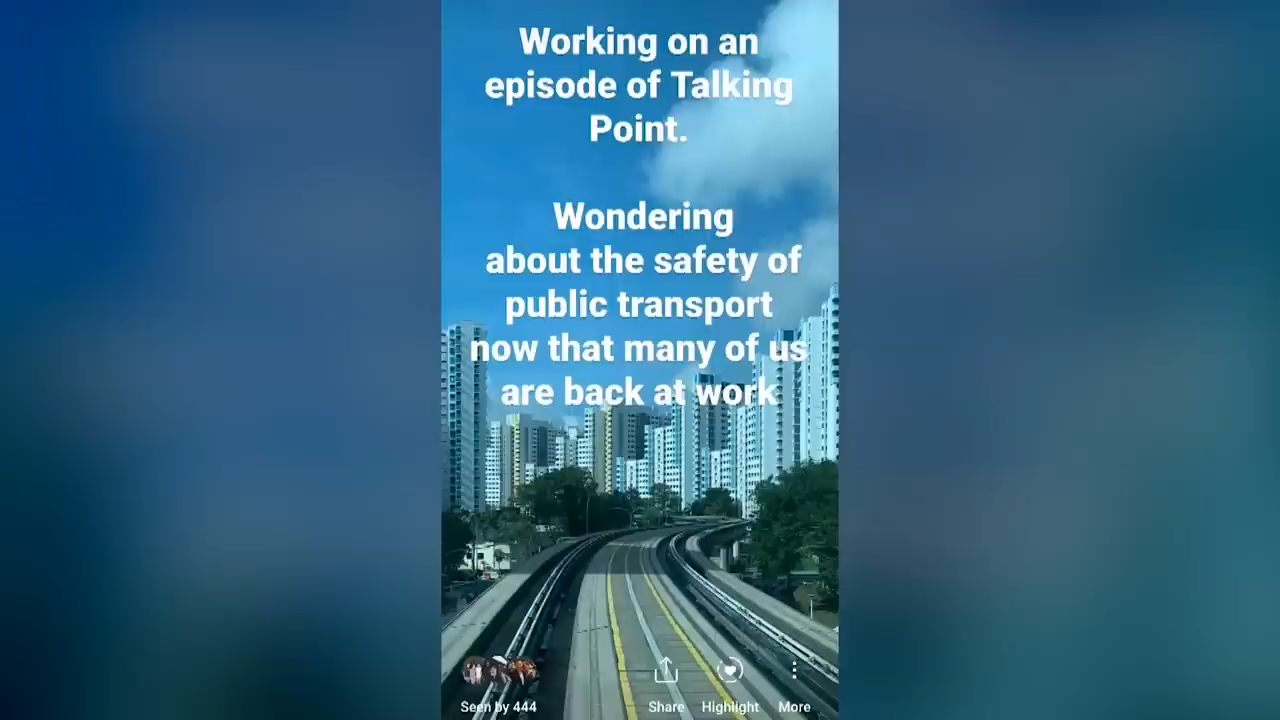 Working on an
episode of Talking
Point.
Wondering
about the safety of
public transport
now that many of us
are back at work
Seen by 444
Share
Highlight
More